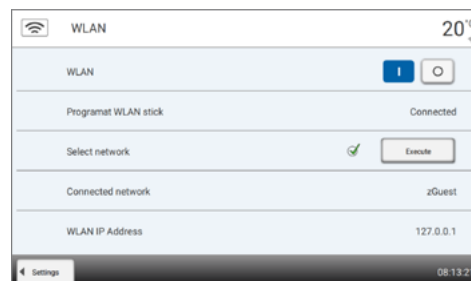 WLAN 20°
WLAN I O
Programat WLAN stick Connected
Select network Execute
Connected network zGuest
WLAN IP Address 127.0.0.1
Settings 08:13:2